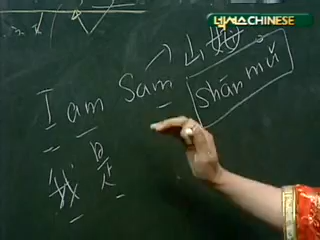 CHINESE
I am Sam 山姆
Shān mǔ
我 是